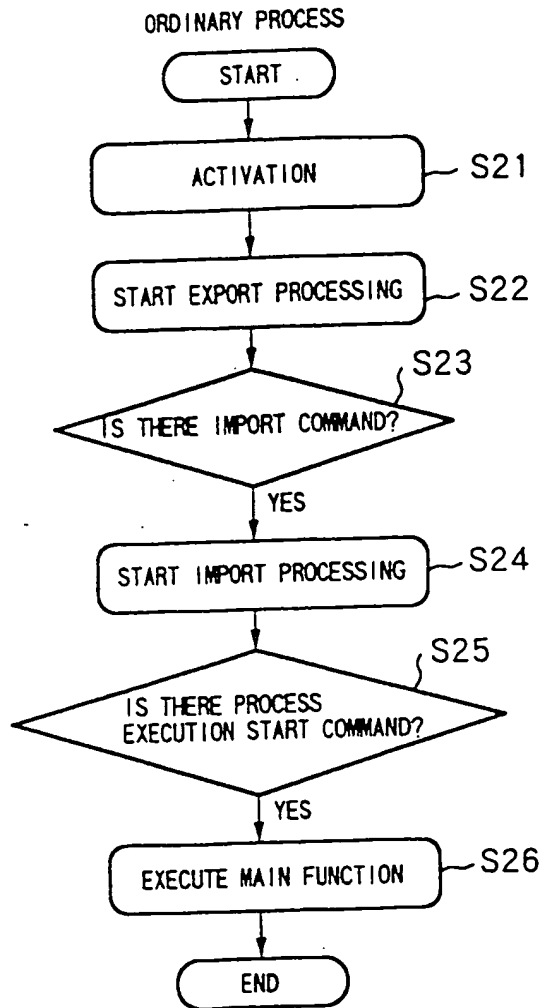 ORDINARY PROCESS
START
ACTIVATION
S21
START EXPORT PROCESSING
S22
S23
IS THERE IMPORT COMMAND?
YES
START IMPORT PROCESSING
S24
S25
IS THERE PROCESS
EXECUTION START COMMAND?
YES
EXECUTE MAIN FUNCTION
S26
END